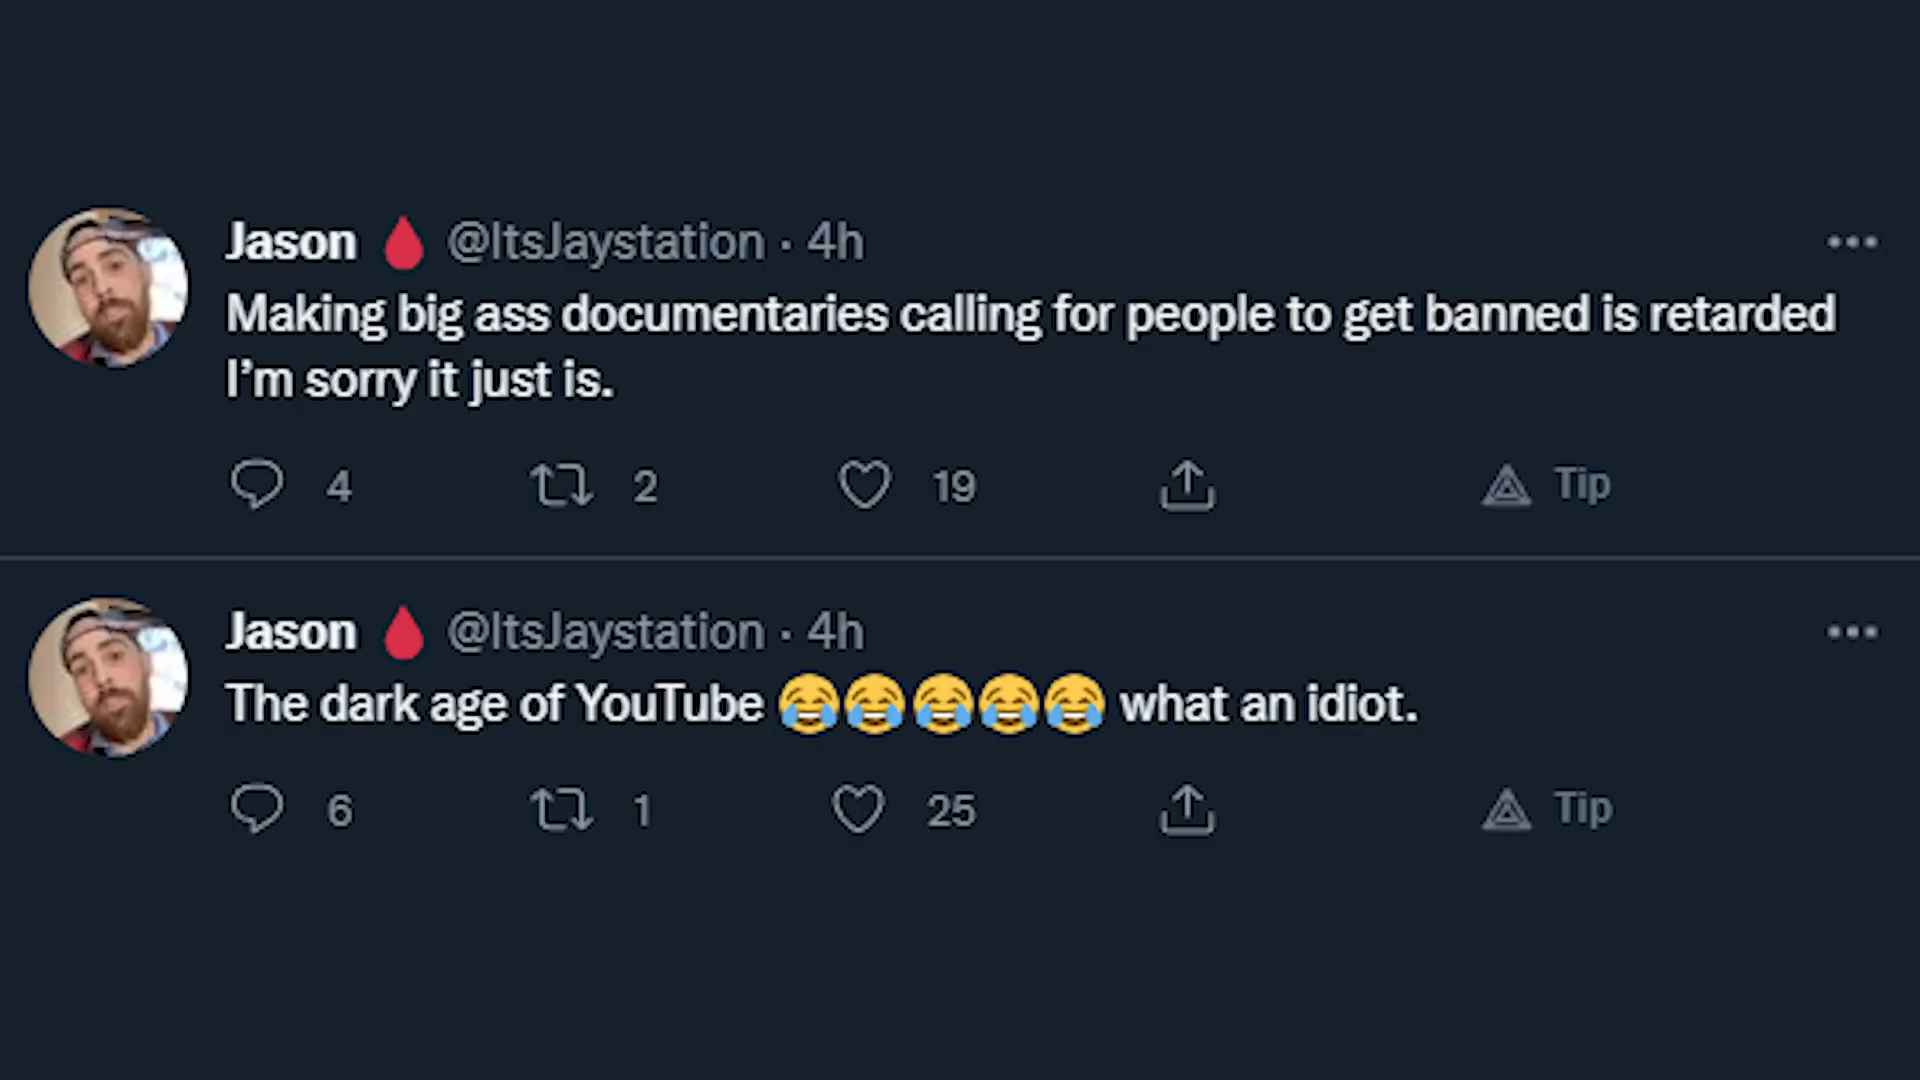 Jason 🩸 @ItsJaystation · 4h
Making big ass documentaries calling for people to get banned is retarded
I'm sorry it just is.
4 2 19 Tip
Jason 🩸 @ItsJaystation · 4h
The dark age of YouTube 😂😂😂😂😂 what an idiot.
6 1 25 Tip